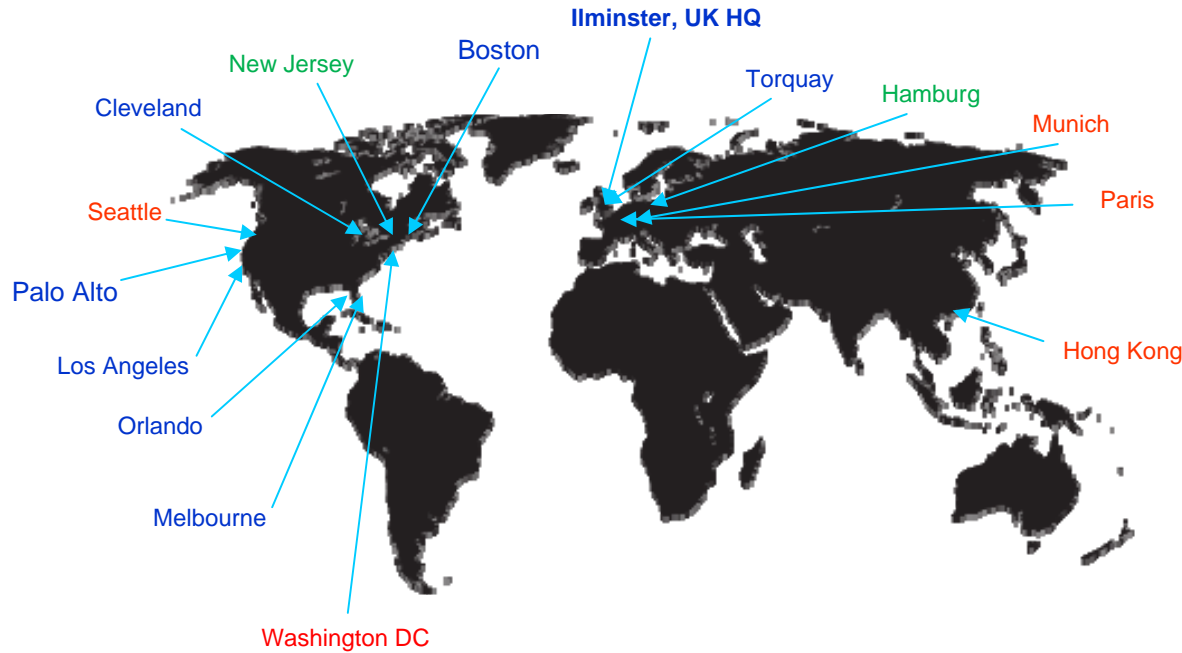 Ilminster, UK HQ
Boston
New Jersey
Torquay
Hamburg
Cleveland
Munich
Seattle
Paris
Palo Alto
Hong Kong
Los Angeles
Orlando
Melbourne
Washington DC